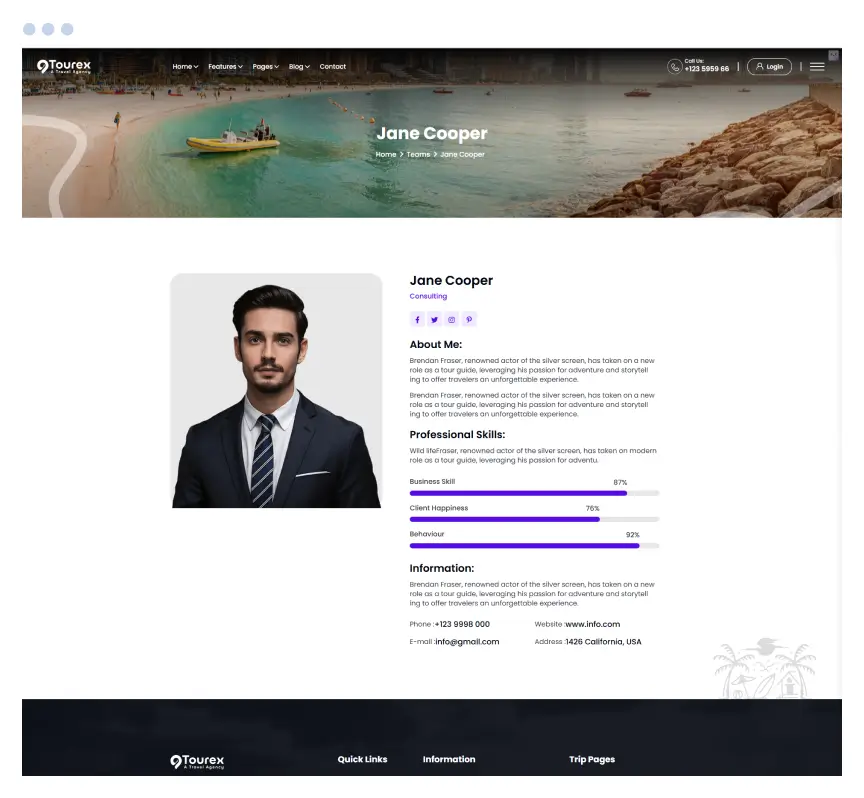 Tourex
A Travel Agency
Home Features Pages Blog Contact
Call Us:
+123 5959 66
Login
Jane Cooper
Home > Teams > Jane Cooper
Jane Cooper
Consulting
About Me:
Brendan Fraser, renowned actor of the silver screen, has taken on a new
role as a tour guide, leveraging his passion for adventure and storytell
ing to offer travelers an unforgettable experience.
Brendan Fraser, renowned actor of the silver screen, has taken on a new
role as a tour guide, leveraging his passion for adventure and storytell
ing to offer travelers an unforgettable experience.
Professional Skills:
Wild lifeFraser, renowned actor of the silver screen, has taken on modern
role as a tour guide, leveraging his passion for adventu.
Business Skill 87%
Client Happiness 76%
Behaviour 92%
Information:
Brendan Fraser, renowned actor of the silver screen, has taken on a new
role as a tour guide, leveraging his passion for adventure and storytell
ing to offer travelers an unforgettable experience.
Phone :+123 9998 000 Website :www.info.com
E-mail :info@gmail.com Address :1426 California, USA
Tourex
A Travel Agency
Quick Links Information Trip Pages